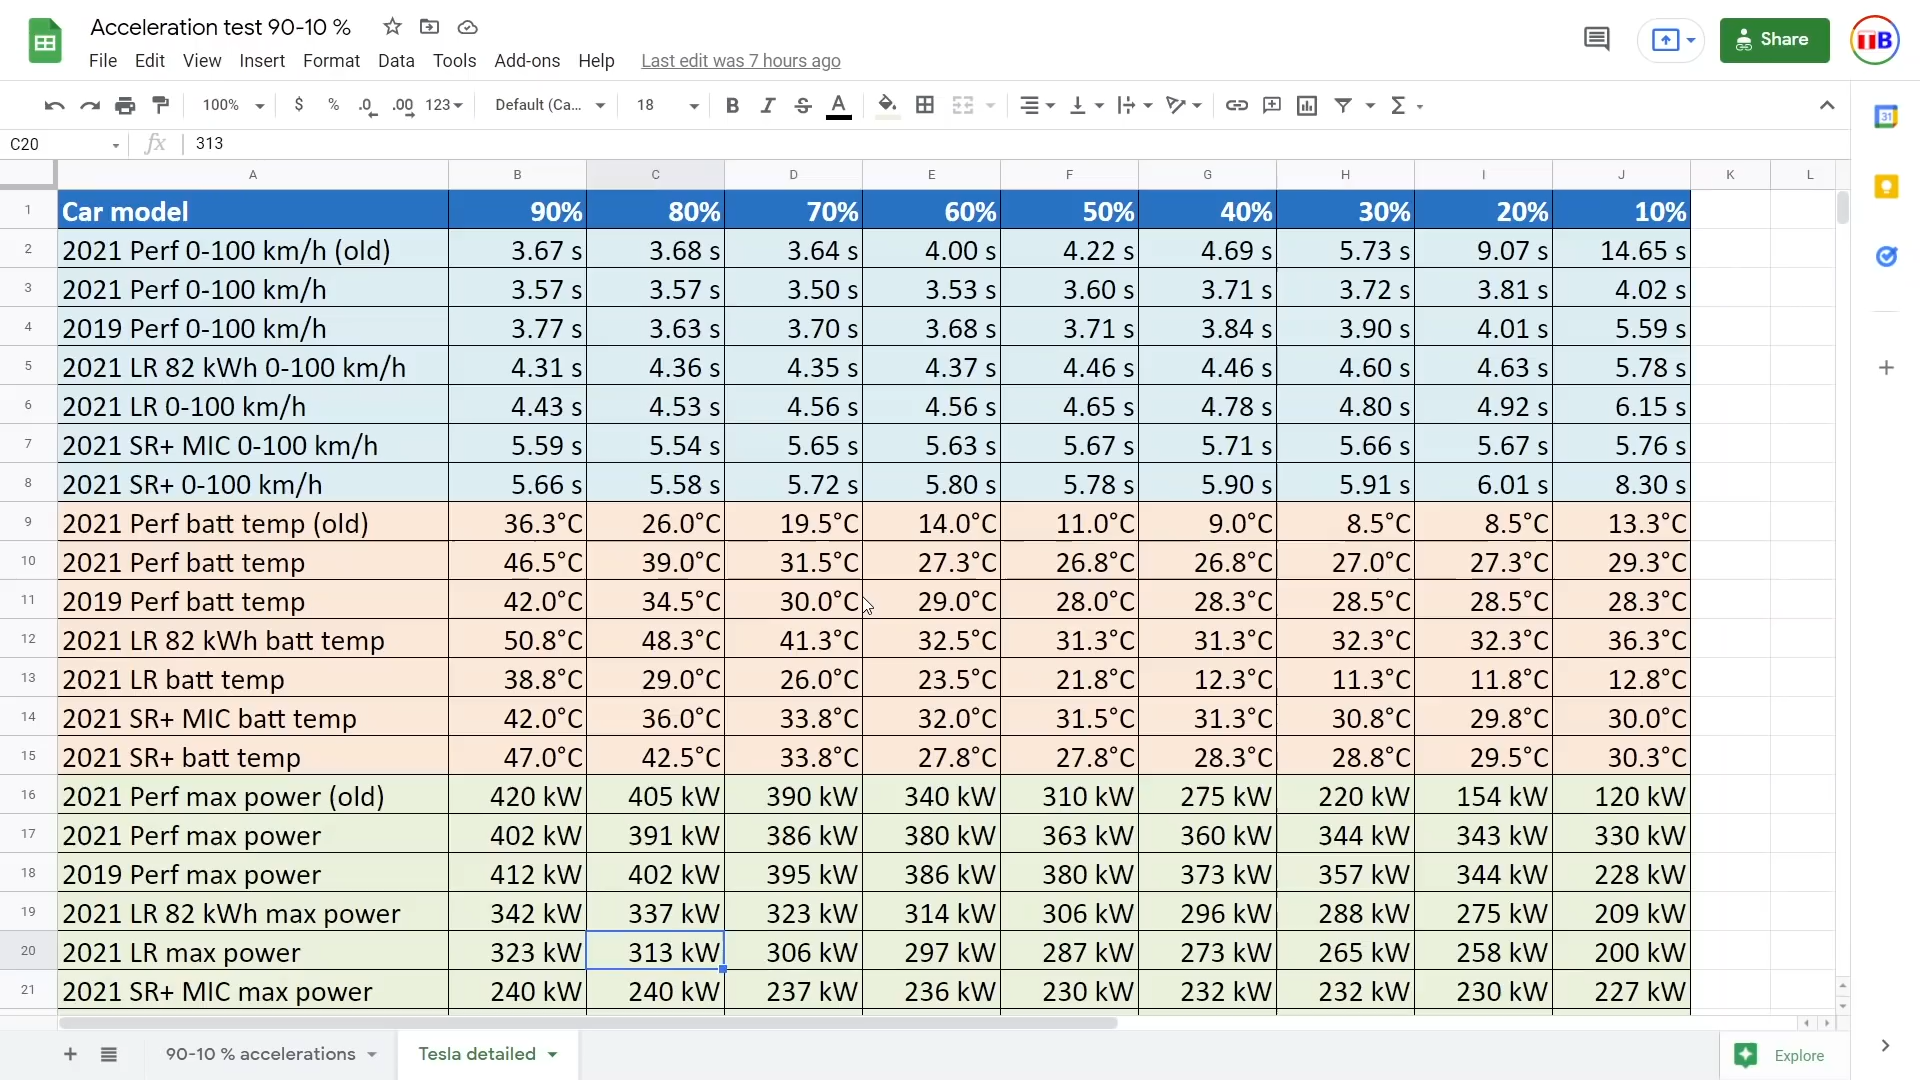 Acceleration test 90-10 %
File Edit View Insert Format Data Tools Add-ons Help Last edit was 7 hours ago
Share
TTB
100% $ % .0 .00 123 Default (Ca... 18 B I S A
31
C20 fx 313
A B C D E F G H I J K L
1 Car model 90% 80% 70% 60% 50% 40% 30% 20% 10%
2 2021 Perf 0-100 km/h (old) 3.67 s 3.68 s 3.64 s 4.00 s 4.22 s 4.69 s 5.73 s 9.07 s 14.65 s
3 2021 Perf 0-100 km/h 3.57 s 3.57 s 3.50 s 3.53 s 3.60 s 3.71 s 3.72 s 3.81 s 4.02 s
4 2019 Perf 0-100 km/h 3.77 s 3.63 s 3.70 s 3.68 s 3.71 s 3.84 s 3.90 s 4.01 s 5.59 s
5 2021 LR 82 kWh 0-100 km/h 4.31 s 4.36 s 4.35 s 4.37 s 4.46 s 4.46 s 4.60 s 4.63 s 5.78 s
6 2021 LR 0-100 km/h 4.43 s 4.53 s 4.56 s 4.56 s 4.65 s 4.78 s 4.80 s 4.92 s 6.15 s
7 2021 SR+ MIC 0-100 km/h 5.59 s 5.54 s 5.65 s 5.63 s 5.67 s 5.71 s 5.66 s 5.67 s 5.76 s
8 2021 SR+ 0-100 km/h 5.66 s 5.58 s 5.72 s 5.80 s 5.78 s 5.90 s 5.91 s 6.01 s 8.30 s
9 2021 Perf batt temp (old) 36.3°C 26.0°C 19.5°C 14.0°C 11.0°C 9.0°C 8.5°C 8.5°C 13.3°C
10 2021 Perf batt temp 46.5°C 39.0°C 31.5°C 27.3°C 26.8°C 26.8°C 27.0°C 27.3°C 29.3°C
11 2019 Perf batt temp 42.0°C 34.5°C 30.0°C 29.0°C 28.0°C 28.3°C 28.5°C 28.5°C 28.3°C
12 2021 LR 82 kWh batt temp 50.8°C 48.3°C 41.3°C 32.5°C 31.3°C 31.3°C 32.3°C 32.3°C 36.3°C
13 2021 LR batt temp 38.8°C 29.0°C 26.0°C 23.5°C 21.8°C 12.3°C 11.3°C 11.8°C 12.8°C
14 2021 SR+ MIC batt temp 42.0°C 36.0°C 33.8°C 32.0°C 31.5°C 31.3°C 30.8°C 29.8°C 30.0°C
15 2021 SR+ batt temp 47.0°C 42.5°C 33.8°C 27.8°C 27.8°C 28.3°C 28.8°C 29.5°C 30.3°C
16 2021 Perf max power (old) 420 kW 405 kW 390 kW 340 kW 310 kW 275 kW 220 kW 154 kW 120 kW
17 2021 Perf max power 402 kW 391 kW 386 kW 380 kW 363 kW 360 kW 344 kW 343 kW 330 kW
18 2019 Perf max power 412 kW 402 kW 395 kW 386 kW 380 kW 373 kW 357 kW 344 kW 228 kW
19 2021 LR 82 kWh max power 342 kW 337 kW 323 kW 314 kW 306 kW 296 kW 288 kW 275 kW 209 kW
20 2021 LR max power 323 kW 313 kW 306 kW 297 kW 287 kW 273 kW 265 kW 258 kW 200 kW
21 2021 SR+ MIC max power 240 kW 240 kW 237 kW 236 kW 230 kW 232 kW 232 kW 230 kW 227 kW
90-10 % accelerations Tesla detailed Explore